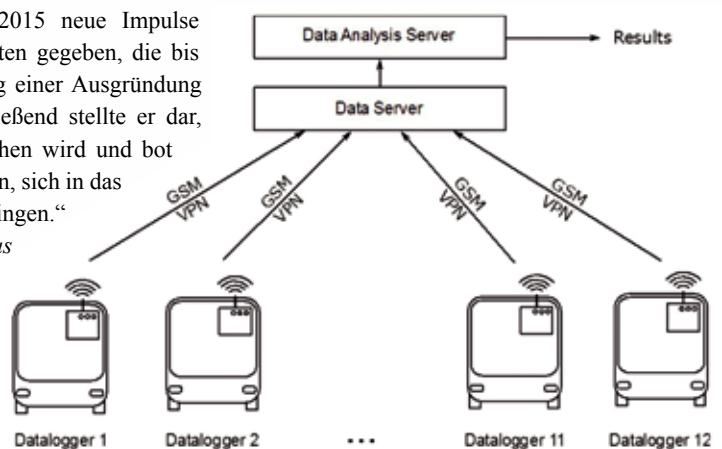 2015 neue Impulse
ten gegeben, die bis
g einer Ausgründung
eßend stellte er dar,
hen wird und bot
n, sich in das
ingen.“
us
Data Analysis Server
Results
Data Server
GSM
VPN
GSM
VPN
GSM
VPN
GSM
VPN
Datalogger 1
Datalogger 2
...
Datalogger 11
Datalogger 12